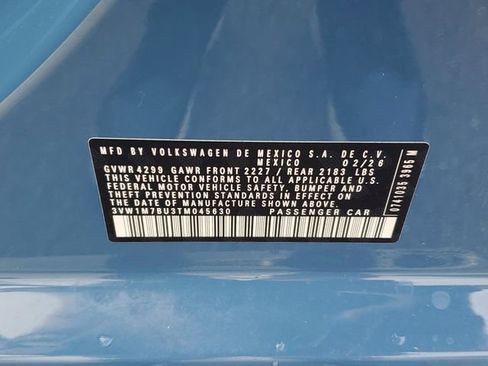 MFD BY VOLKSWAGEN DE MEXICO S.A. DE C.V.
MEXICO 02/26
GVWR 4299 GAWR FRONT 2227 / REAR 2183 LBS
THIS VEHICLE CONFORMS TO ALL APPLICABLE U.S.
FEDERAL MOTOR VEHICLE SAFETY, BUMPER AND
THEFT PREVENTION STANDARDS IN EFFECT ON
THE DATE OF MANUFACTURE SHOWN ABOVE.
3VW1M7BU3TM045630 PASSENGER CAR
0741035 3905 M